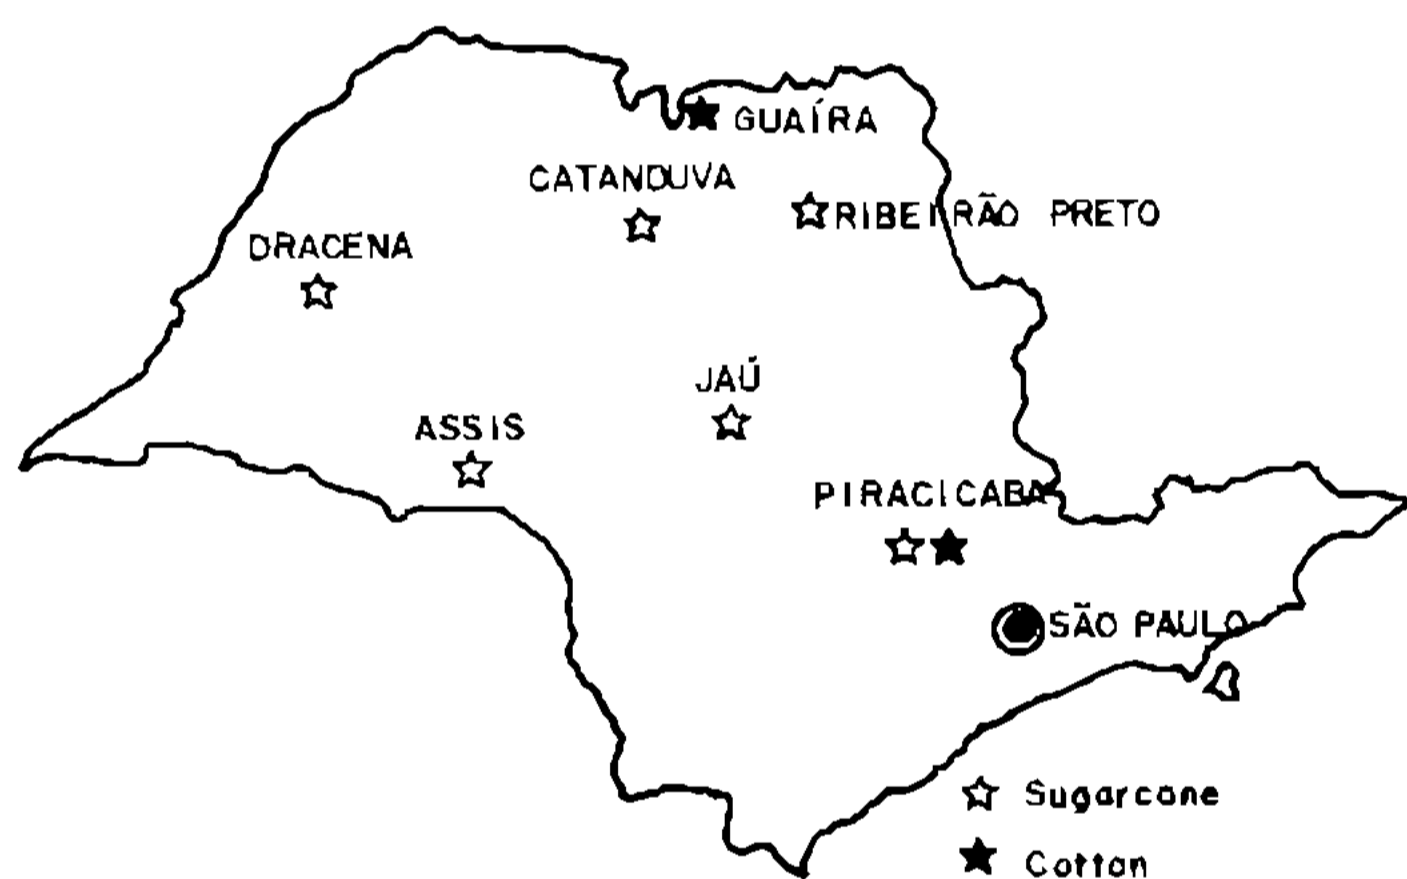 GUAÍRA
CATANDUVA
RIBEIRÃO PRETO
DRACENA
JAÚ
ASSIS
PIRACICABA
SÃO PAULO
Sugarcane
Cotton